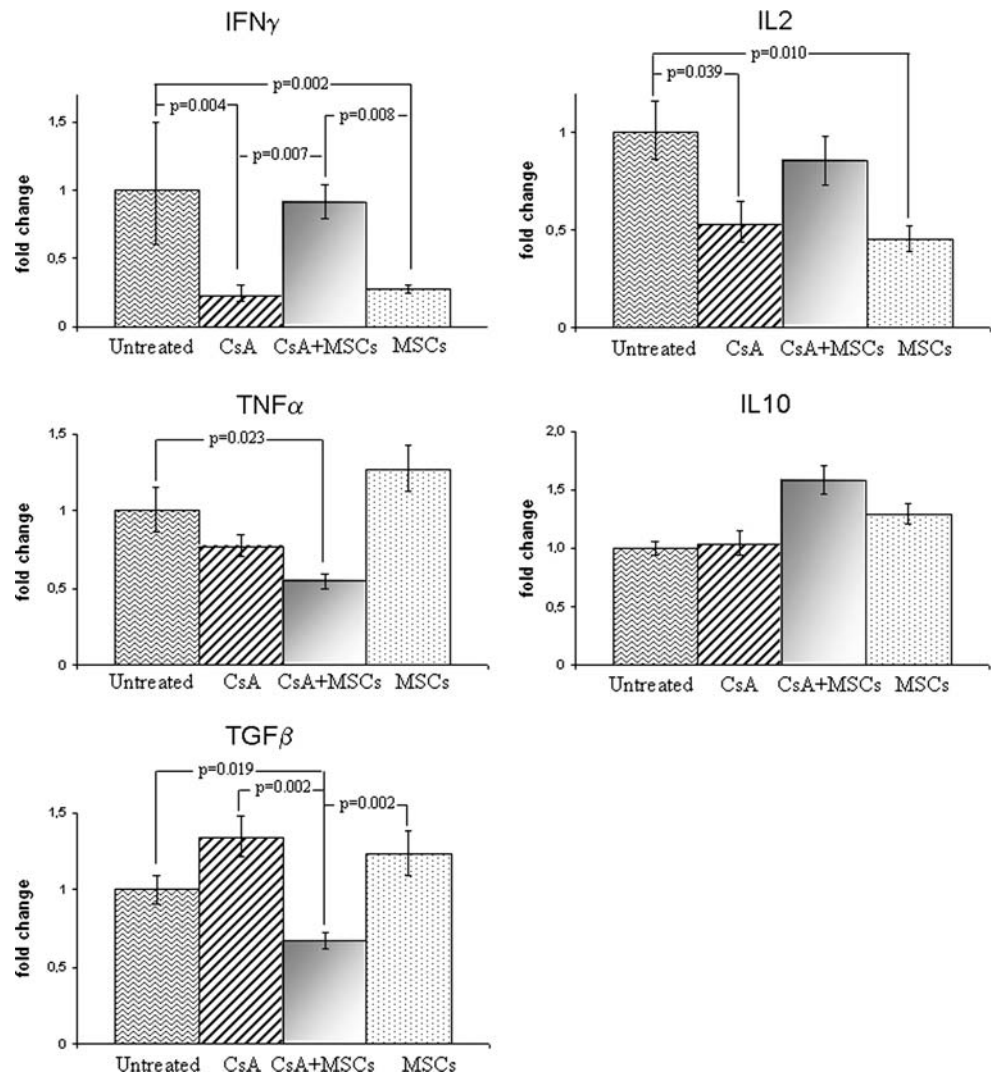 IFNγ
fold change
1,5
1
0,5
0
p=0.002
p=0.004
p=0.008
p=0.007
Untreated CsA CsA+MSCs MSCs
IL2
fold change
1
0,5
0
p=0.010
p=0.039
Untreated CsA CsA+MSCs MSCs
TNFα
fold change
1,5
1
0,5
0
p=0.023
Untreated CsA CsA+MSCs MSCs
IL10
fold change
2,0
1,5
1,0
0,5
0
Untreated CsA CsA+MSCs MSCs
TGFβ
fold change
1,5
1
0,5
0
p=0.019
p=0.002
p=0.002
Untreated CsA CsA+MSCs MSCs